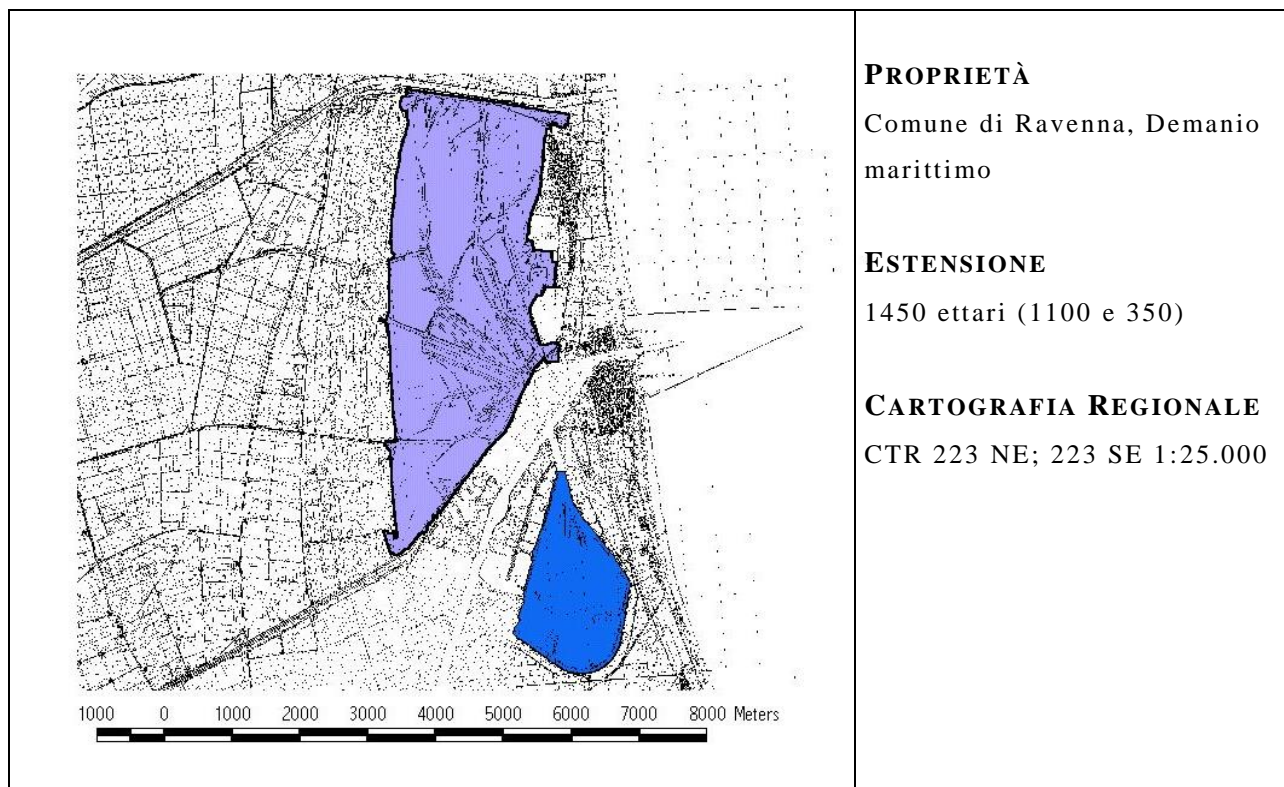 PROPRIETÀ
Comune di Ravenna, Demanio
marittimo
ESTENSIONE
1450 ettari (1100 e 350)
CARTOGRAFIA REGIONALE
CTR 223 NE; 223 SE 1:25.000
1000 0 1000 2000 3000 4000 5000 6000 7000 8000 Meters